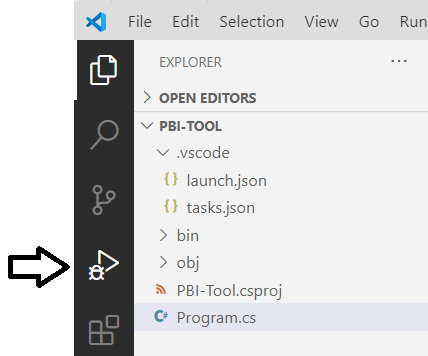 File Edit Selection View Go Run
EXPLORER ...
OPEN EDITORS
PBI-TOOL
.vscode
{} launch.json
{} tasks.json
bin
obj
PBI-Tool.csproj
C# Program.cs